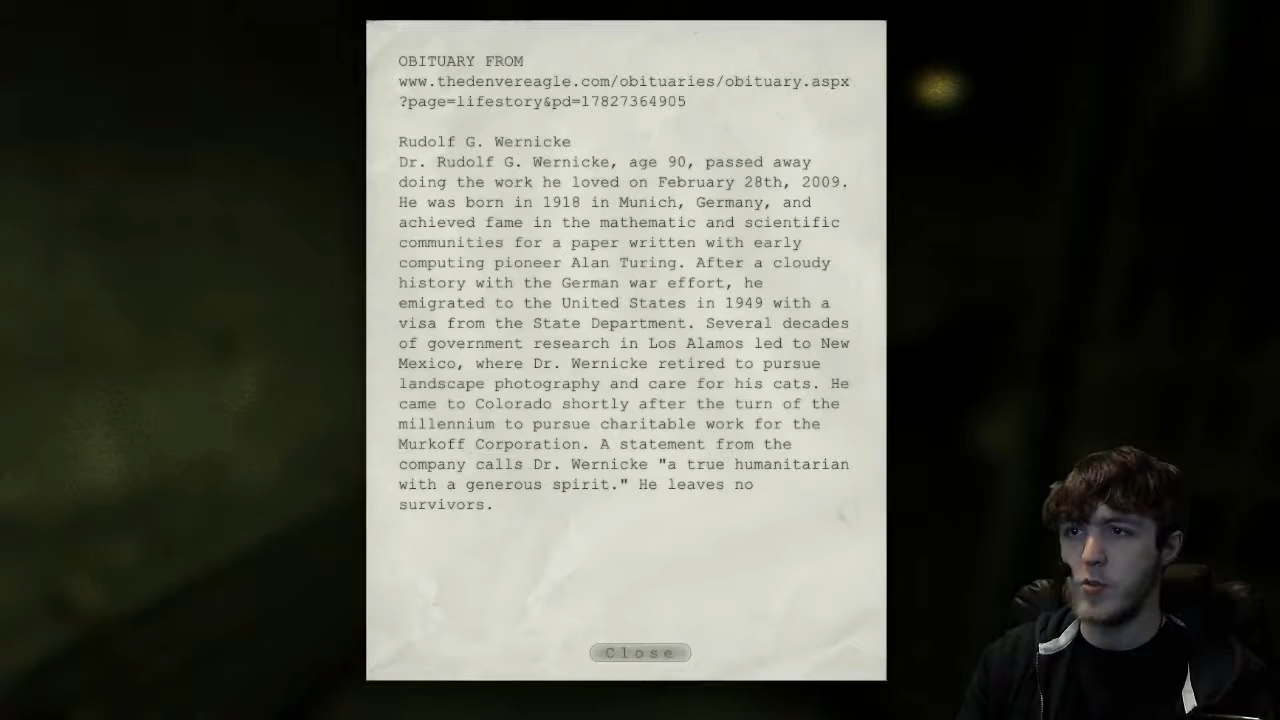 OBITUARY FROM
www.thedenvereagle.com/obituaries/obituary.aspx
?page=lifestory&pd=17827364905
Rudolf G. Wernicke
Dr. Rudolf G. Wernicke, age 90, passed away
doing the work he loved on February 28th, 2009.
He was born in 1918 in Munich, Germany, and
achieved fame in the mathematic and scientific
communities for a paper written with early
computing pioneer Alan Turing. After a cloudy
history with the German war effort, he
emigrated to the United States in 1949 with a
visa from the State Department. Several decades
of government research in Los Alamos led to New
Mexico, where Dr. Wernicke retired to pursue
landscape photography and care for his cats. He
came to Colorado shortly after the turn of the
millennium to pursue charitable work for the
Murkoff Corporation. A statement from the
company calls Dr. Wernicke "a true humanitarian
with a generous spirit." He leaves no
survivors.
Close